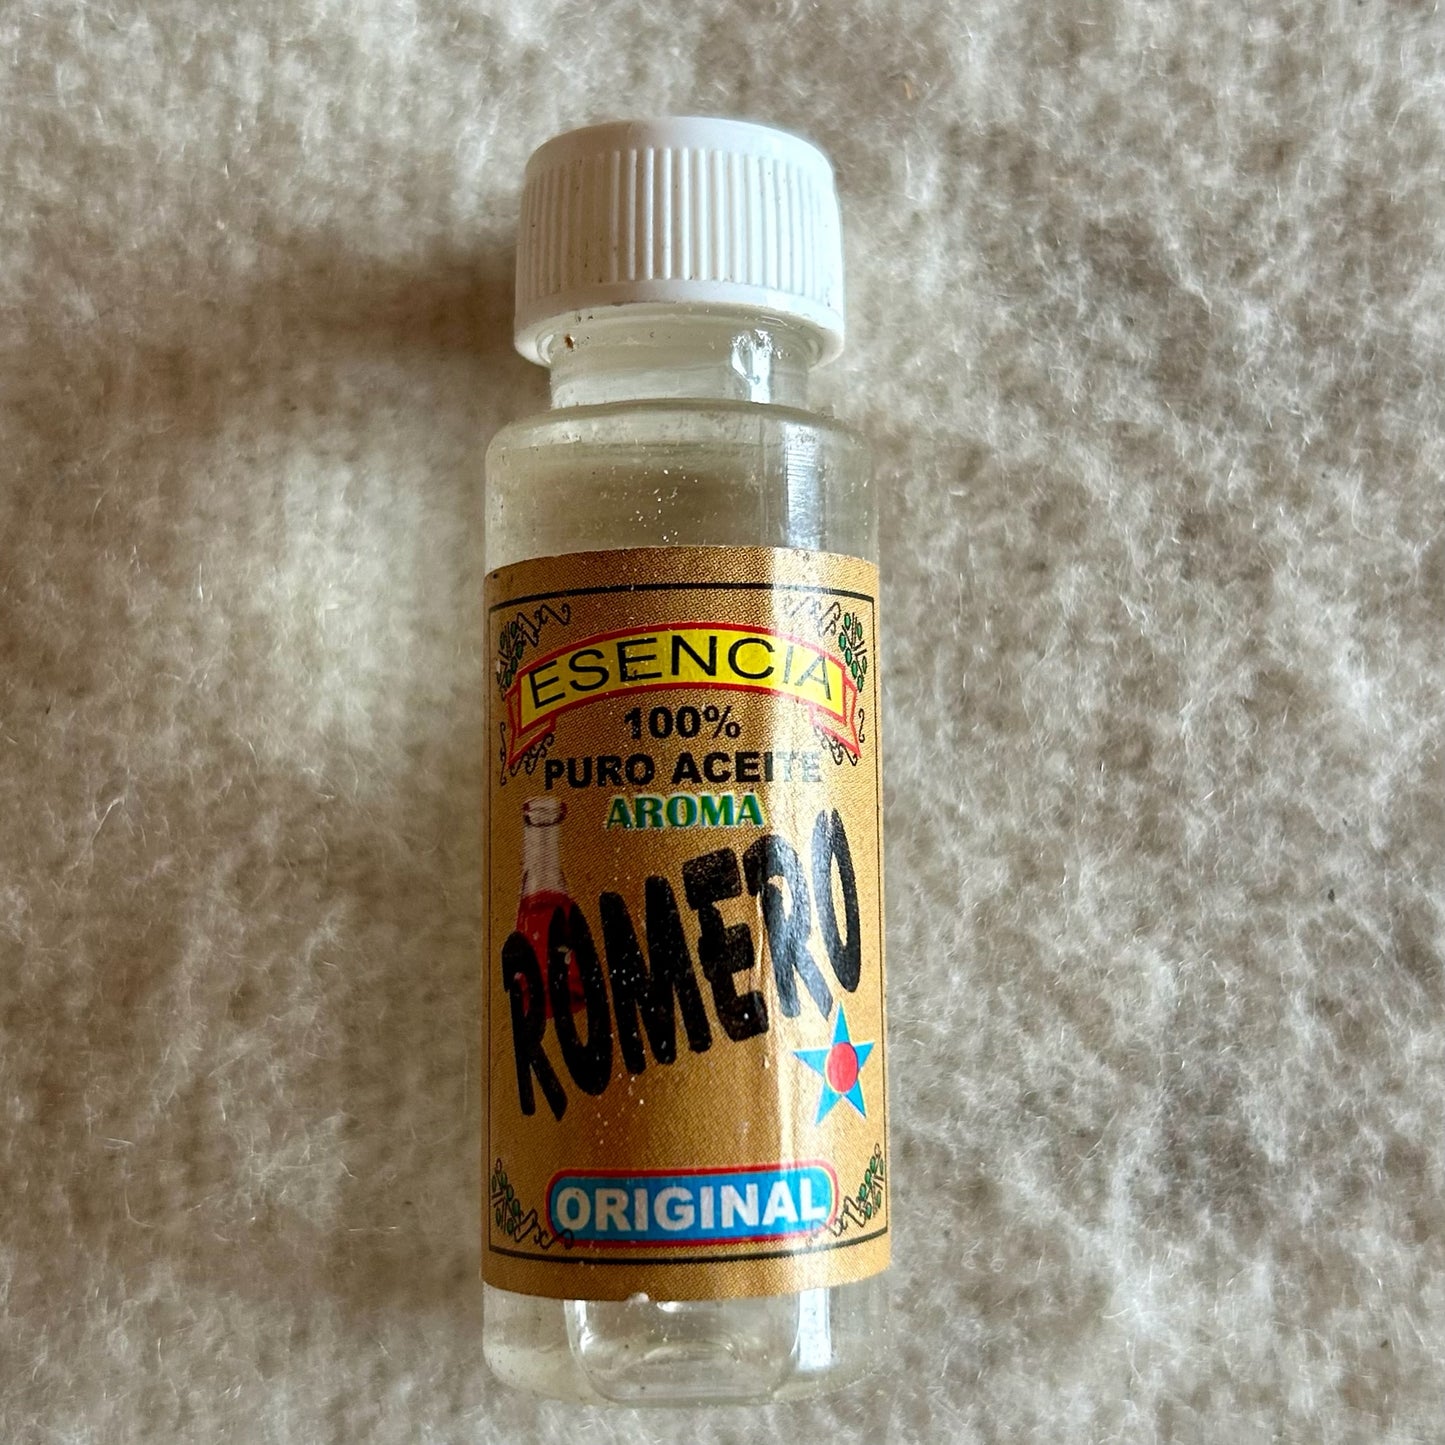 ESENCIA
100%
PURO ACEITE
AROMA
ROMERO
ORIGINAL